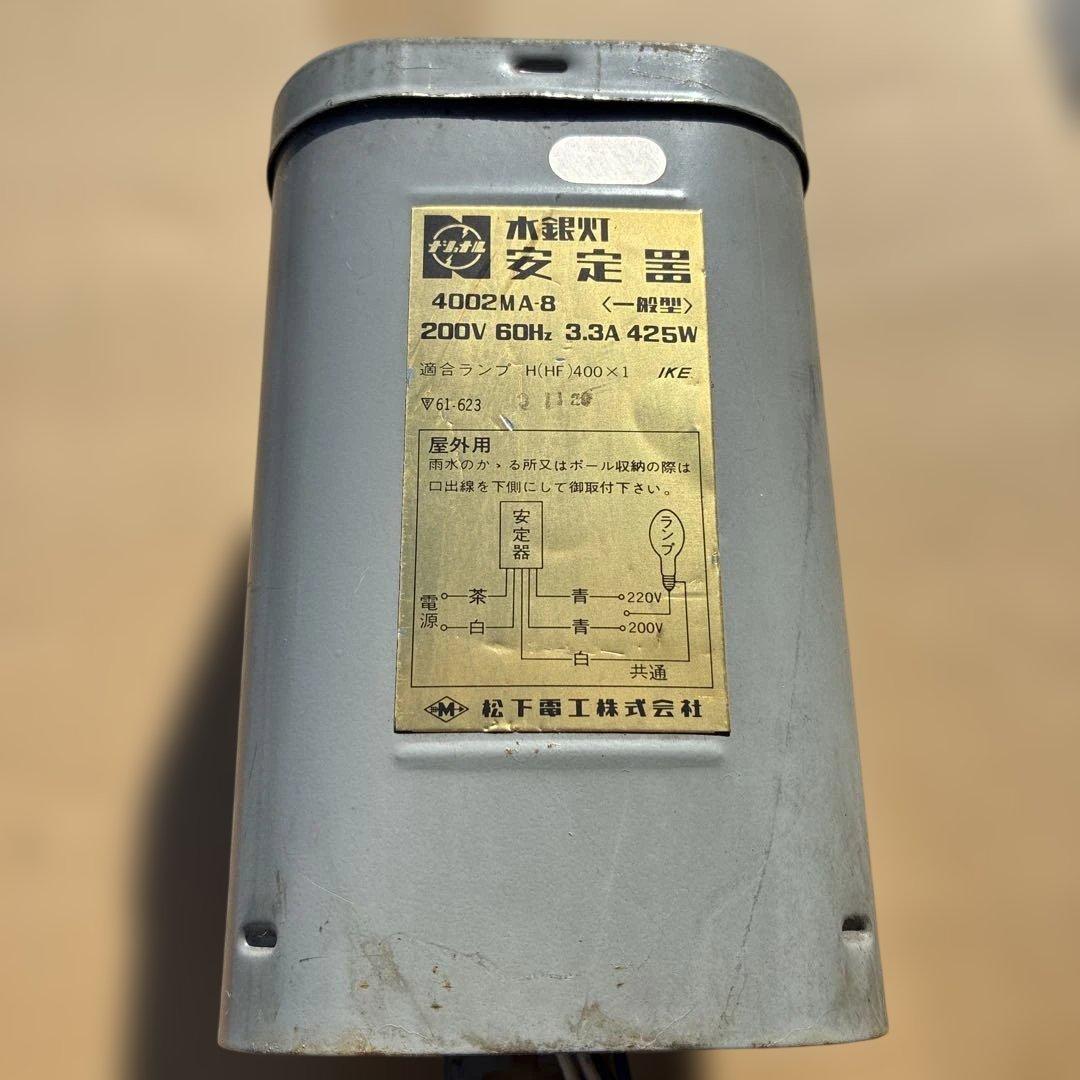 ナショナル
水銀灯
安定器
4002MA-8 〈一般型〉
200V 60Hz 3.3A 425W
適合ランプ H(HF)400×1 IKE
61-623
屋外用
雨水のかゝる所又はポール収納の際は
口出線を下側にして御取付下さい。
安定器
ランプ
電源
茶
青
220V
白
青
200V
白
共通
M
松下電工株式会社